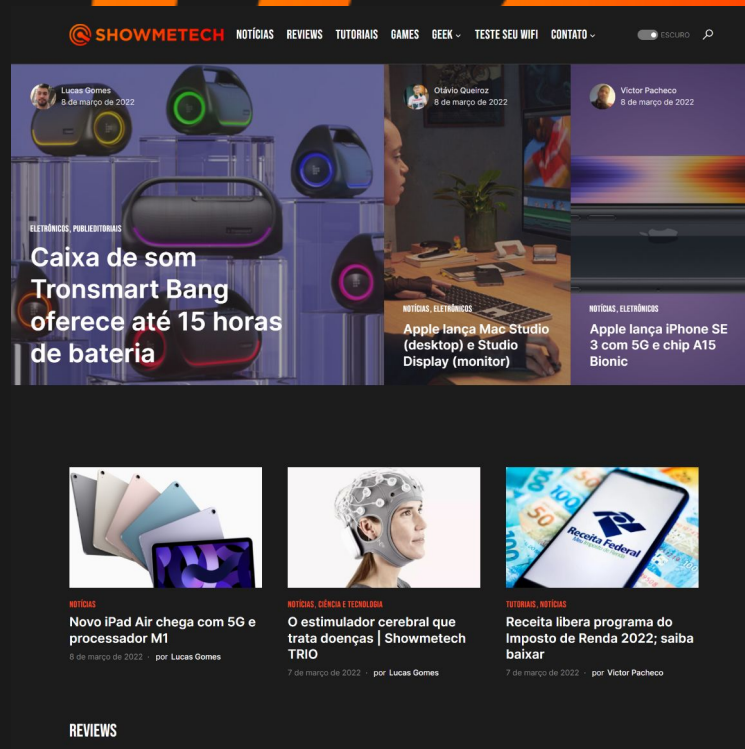 SHOWMETECH NOTÍCIAS REVIEWS TUTORIAIS GAMES GEEK TESTE SEU WIFI CONTATO ESCURO
Lucas Gomes
8 de março de 2022
ELETRÔNICOS, PUBLIEDITORIAIS
Caixa de som
Tronsmart Bang
oferece até 15 horas
de bateria
Otávio Queiroz
8 de março de 2022
NOTÍCIAS, ELETRÔNICOS
Apple lança Mac Studio
(desktop) e Studio
Display (monitor)
Victor Pacheco
8 de março de 2022
NOTÍCIAS, ELETRÔNICOS
Apple lança iPhone SE
3 com 5G e chip A15
Bionic
NOTÍCIAS
Novo iPad Air chega com 5G e
processador M1
8 de março de 2022 · por Lucas Gomes
NOTÍCIAS, CIÊNCIA E TECNOLOGIA
O estimulador cerebral que
trata doenças | Showmetech
TRIO
7 de março de 2022 · por Lucas Gomes
100
50
50
Receita Federal
TUTORIAIS, NOTÍCIAS
Receita libera programa do
Imposto de Renda 2022; saiba
baixar
7 de março de 2022 · por Victor Pacheco
REVIEWS